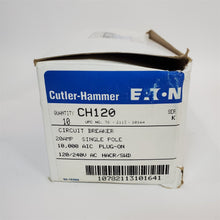 Cutler-Hammer EATON
QUANTITY CH120 SER
10 K
CIRCUIT BREAKER
20AMP SINGLE POLE
10,000 AIC PLUG-ON
120/240V AC HACR/SWD
10782113101641